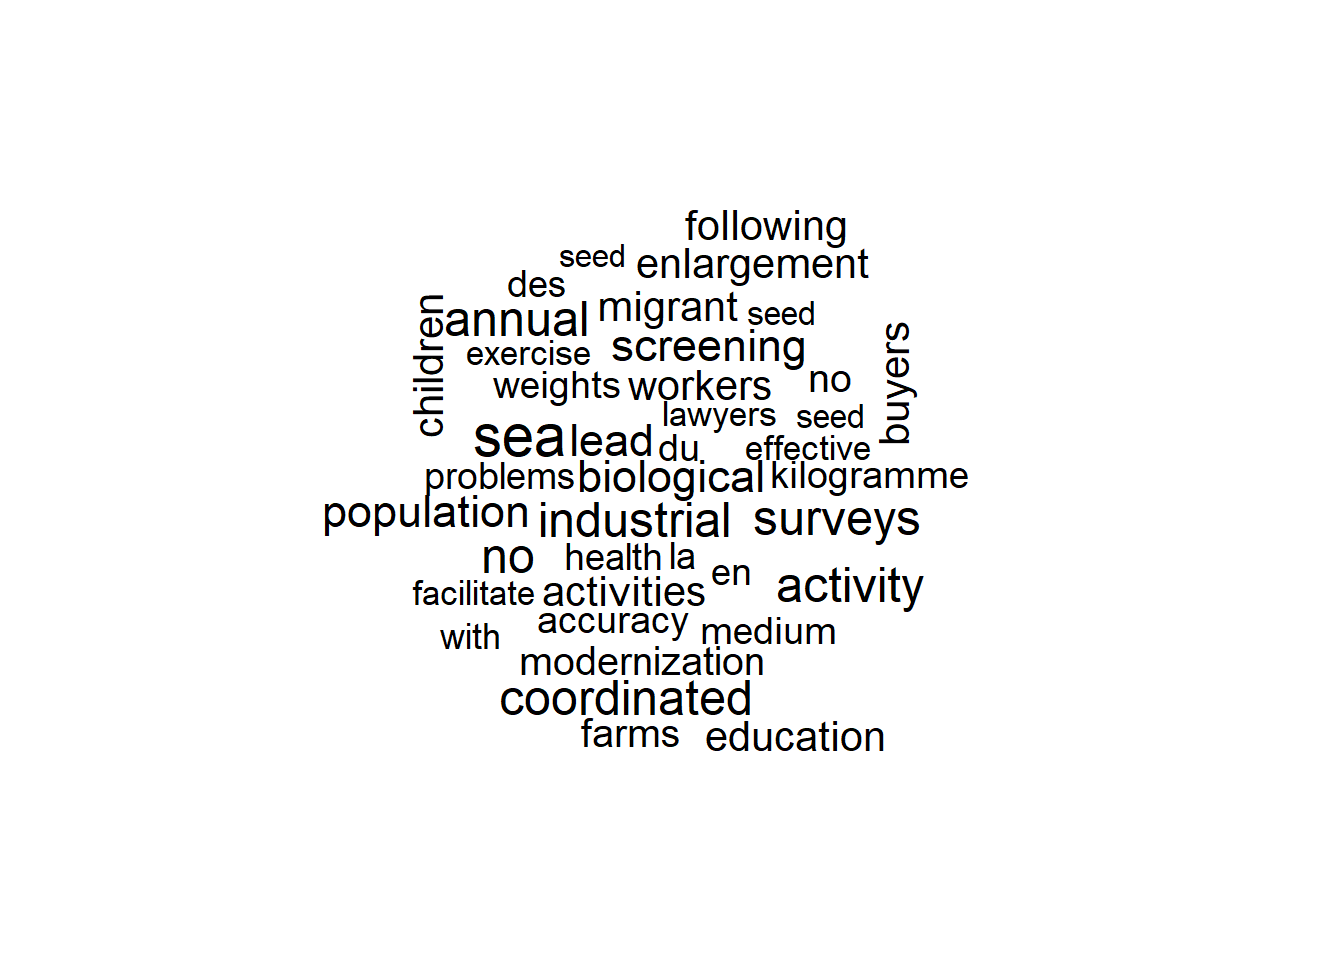 following
seed enlargement
des
children annual migrant seed
exercise screening buyers
weights workers no
lawyers seed
sea lead du effective
problems biological kilogramme
population industrial surveys
no health la en
facilitate activities activity
with accuracy medium
modernization
coordinated
farms education